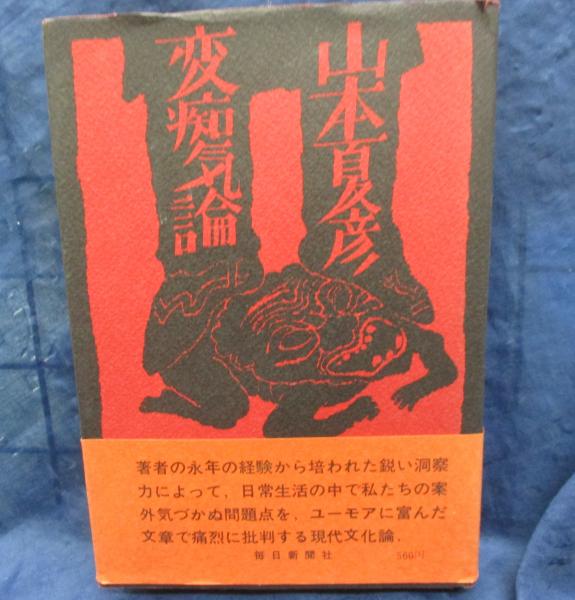 山本夏彦
変痴気論
著者の永年の経験から培われた鋭い洞察
力によって，日常生活の中で私たちの案
外気づかぬ問題点を，ユーモアに富んだ
文章で痛烈に批判する現代文化論．
毎日新聞社 560円